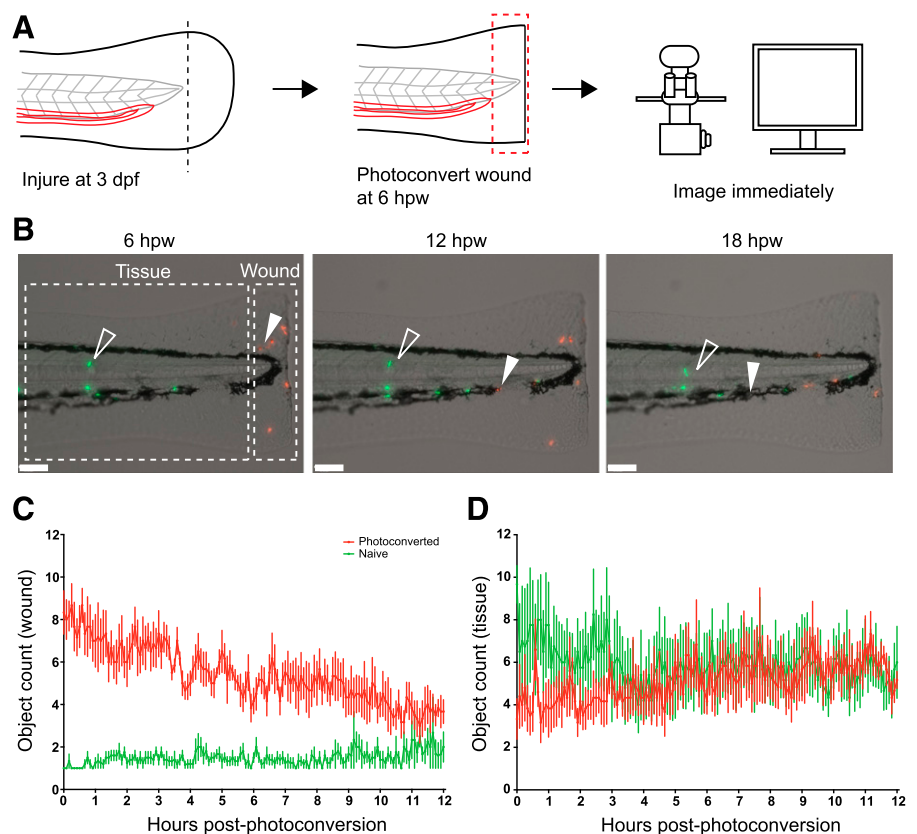 A
Injure at 3 dpf
Photoconvert wound
at 6 hpw
Image immediately
B
6 hpw
12 hpw
18 hpw
Tissue
Wound
C
Object count (wound)
12
10
8
6
4
2
0
0 1 2 3 4 5 6 7 8 9 10 11 12
Hours post-photoconversion
Photoconverted
Naive
D
Object count (tissue)
12
10
8
6
4
2
0
0 1 2 3 4 5 6 7 8 9 10 11 12
Hours post-photoconversion